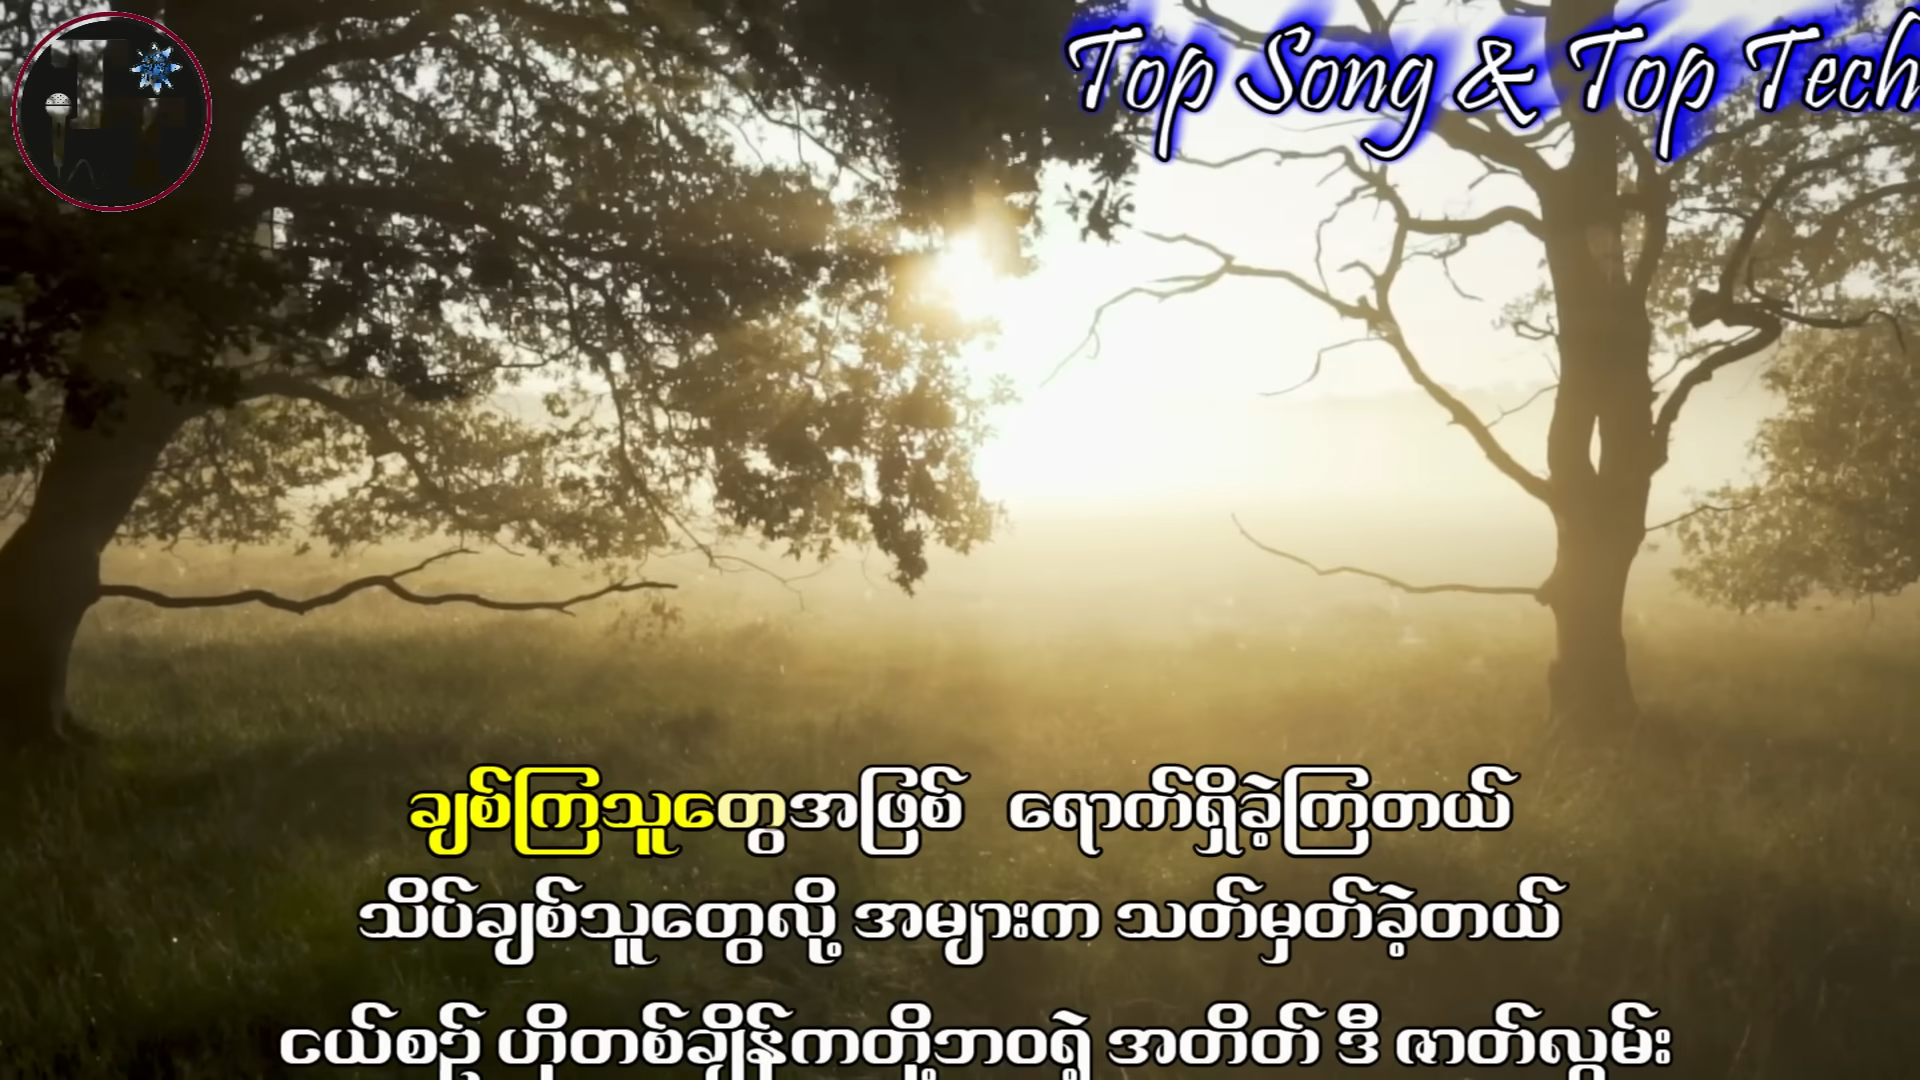 Top Song & Top Tech
ချစ်ကြသူတွေအဖြစ် ရောက်ရှိခဲ့ကြတယ်
သိပ်ချစ်သူတွေလို့ အများက သတ်မှတ်ခဲ့တယ်
ငယ်စဉ် ဟိုတစ်ချိန်ကတို့ဘဝရဲ့ အတိတ် ဒီ ဇာတ်လွမ်း